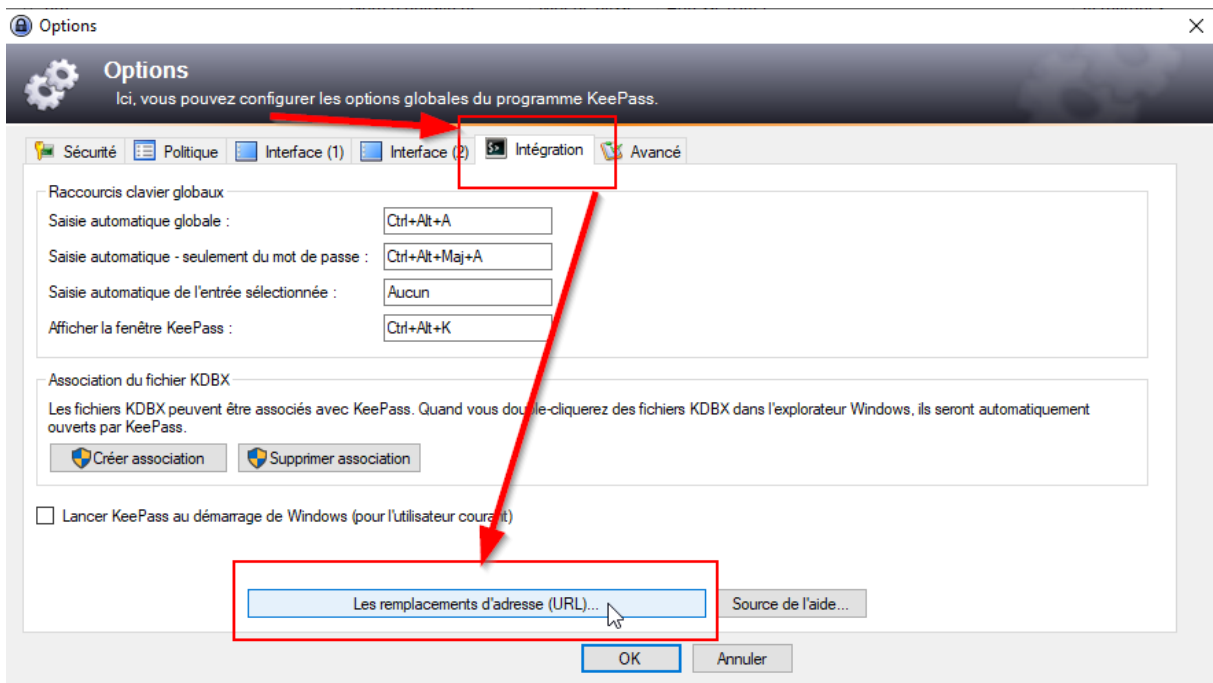 Options
Options
Ici, vous pouvez configurer les options globales du programme KeePass.
Sécurité Politique Interface (1) Interface (2) Intégration Avancé
Raccourcis clavier globaux
Saisie automatique globale : Ctrl+Alt+A
Saisie automatique - seulement du mot de passe : Ctrl+Alt+Maj+A
Saisie automatique de l'entrée sélectionnée : Aucun
Afficher la fenêtre KeePass : Ctrl+Alt+K
Association du fichier KDBX
Les fichiers KDBX peuvent être associés avec KeePass. Quand vous double-cliquerez des fichiers KDBX dans l'explorateur Windows, ils seront automatiquement
ouverts par KeePass.
Créer association Supprimer association
Lancer KeePass au démarrage de Windows (pour l'utilisateur courant)
Les remplacements d'adresse (URL)... Source de l'aide...
OK Annuler